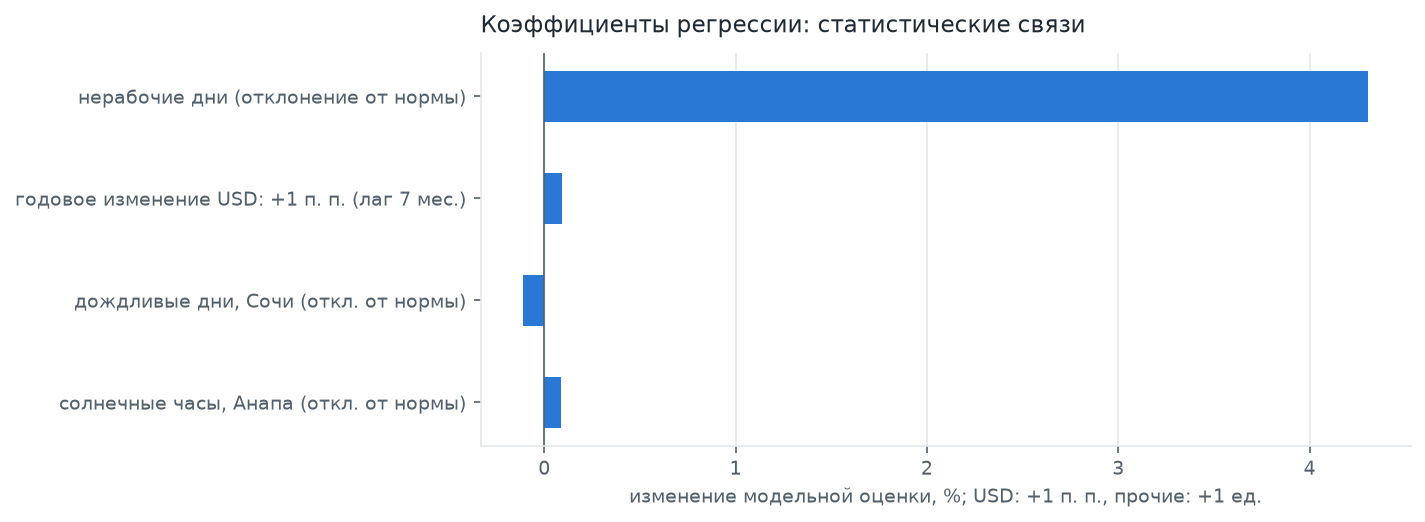 Коэффициенты регрессии: статистические связи
нерабочие дни (отклонение от нормы)
годовое изменение USD: +1 п. п. (лаг 7 мес.)
дождливые дни, Сочи (откл. от нормы)
солнечные часы, Анапа (откл. от нормы)
0 1 2 3 4
изменение модельной оценки, %; USD: +1 п. п., прочие: +1 ед.